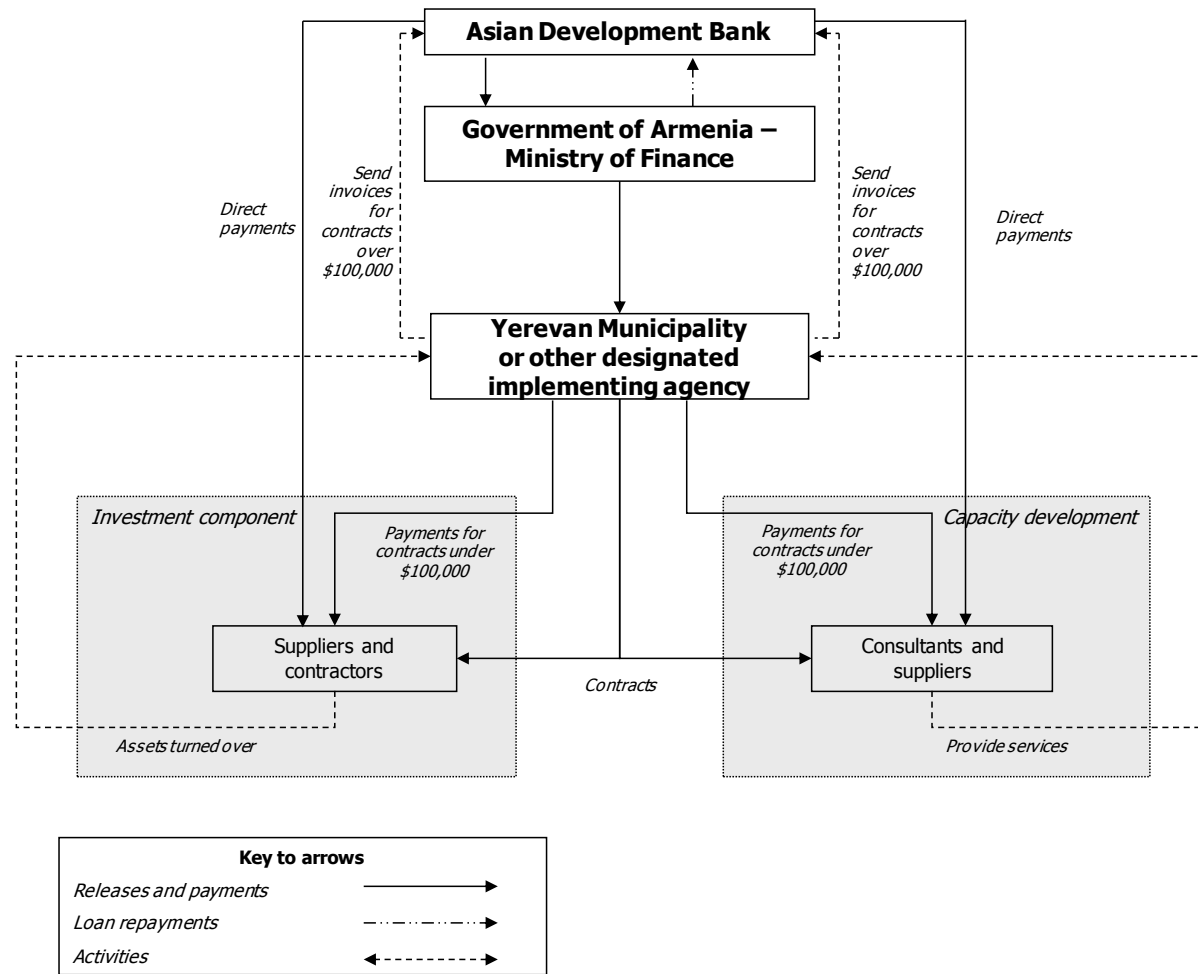 Asian Development Bank
Government of Armenia –
Ministry of Finance
Send
invoices
for
contracts
over
$100,000
Direct
payments
Send
invoices
for
contracts
over
$100,000
Direct
payments
Yerevan Municipality
or other designated
implementing agency
Investment component
Payments for
contracts under
$100,000
Suppliers and
contractors
Assets turned over
Contracts
Capacity development
Payments for
contracts under
$100,000
Consultants and
suppliers
Provide services
Key to arrows
Releases and payments
Loan repayments
Activities